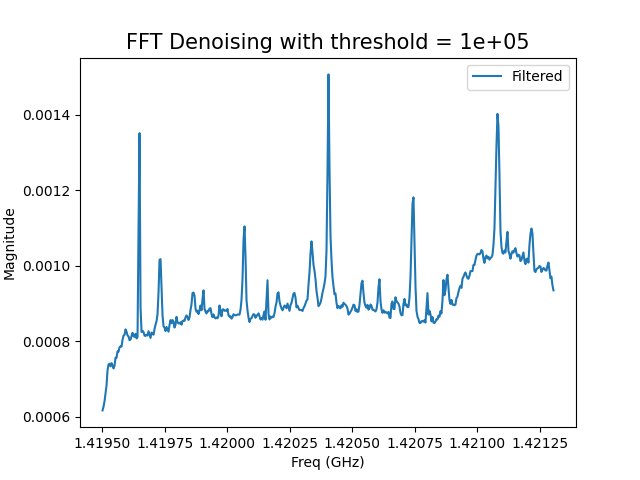 FFT Denoising with threshold = 1e+05
Filtered
0.0014
0.0012
0.0010
0.0008
0.0006
Magnitude
1.41950 1.41975 1.42000 1.42025 1.42050 1.42075 1.42100 1.42125
Freq (GHz)